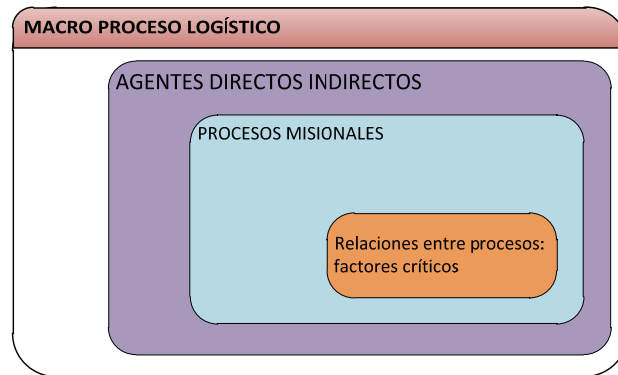 MACRO PROCESO LOGÍSTICO
AGENTES DIRECTOS INDIRECTOS
PROCESOS MISIONALES
Relaciones entre procesos:
factores críticos